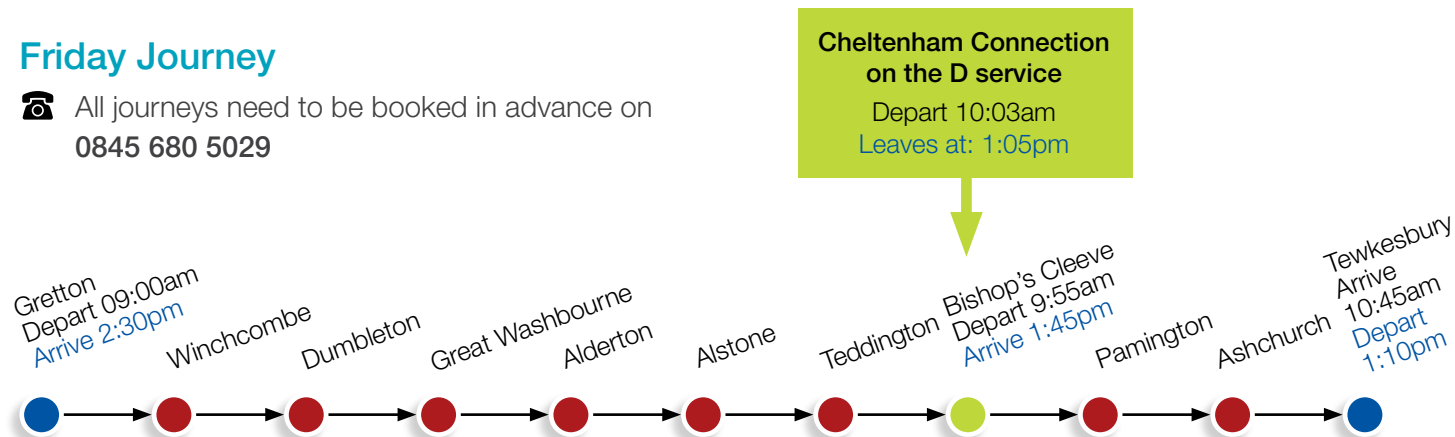 Friday Journey
All journeys need to be booked in advance on
0845 680 5029
Cheltenham Connection
on the D service
Depart 10:03am
Leaves at: 1:05pm
Gretton
Depart 09:00am
Arrive 2:30pm
Winchcombe
Dumbleton
Great Washbourne
Alderton
Alstone
Teddington
Bishop's Cleeve
Depart 9:55am
Arrive 1:45pm
Pamington
Ashchurch
Tewkesbury
Arrive
10:45am
Depart
1:10pm